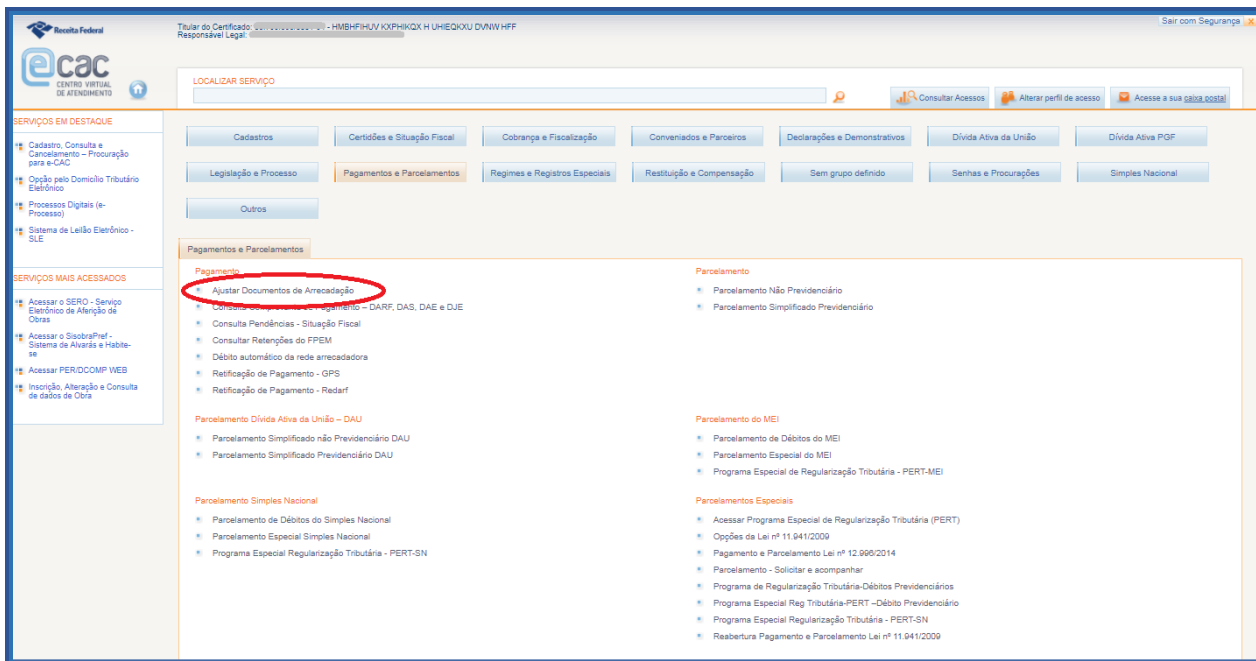 Receita Federal
Titular do Certificado: - HMBHFIHUV KXPHIKQX H UHIEQKXU DVNW HFF
Responsável Legal:
Sair com Segurança X
ecac
CENTRO VIRTUAL
DE ATENDIMENTO
LOCALIZAR SERVIÇO
Consultar Acessos
Alterar perfil de acesso
Acesse a sua caixa postal
SERVIÇOS EM DESTAQUE
Cadastro, Consulta e
Cancelamento – Procuração
para e-CAC
Opção pelo Domicílio Tributário
Eletrônico
Processos Digitais (e-
Processo)
Sistema de Leilão Eletrônico -
SLE
SERVIÇOS MAIS ACESSADOS
Acessar o SERO - Serviço
Eletrônico de Aferição de
Obras
Acessar o SisobraPref -
Sistema de Alvarás e Habite-
se
Acessar PER/DCOMP WEB
Inscrição, Alteração e Consulta
de dados de Obra
Cadastros
Certidões e Situação Fiscal
Cobrança e Fiscalização
Conveniados e Parceiros
Declarações e Demonstrativos
Dívida Ativa da União
Dívida Ativa PGF
Legislação e Processo
Pagamentos e Parcelamentos
Regimes e Registros Especiais
Restituição e Compensação
Sem grupo definido
Senhas e Procurações
Simples Nacional
Outros
Pagamentos e Parcelamentos
Pagamento
Ajustar Documentos de Arrecadação
Consulta Comprovante de Pagamento – DARF, DAS, DAE e DJE
Consulta Pendências - Situação Fiscal
Consultar Retenções do FPEM
Débito automático da rede arrecadadora
Retificação de Pagamento - GPS
Retificação de Pagamento - Redarf
Parcelamento
Parcelamento Não Previdenciário
Parcelamento Simplificado Previdenciário
Parcelamento Dívida Ativa da União – DAU
Parcelamento Simplificado não Previdenciário DAU
Parcelamento Simplificado Previdenciário DAU
Parcelamento do MEI
Parcelamento de Débitos do MEI
Parcelamento Especial do MEI
Programa Especial de Regularização Tributária - PERT-MEI
Parcelamento Simples Nacional
Parcelamento de Débitos do Simples Nacional
Parcelamento Especial Simples Nacional
Programa Especial Regularização Tributária - PERT-SN
Parcelamentos Especiais
Acessar Programa Especial de Regularização Tributária (PERT)
Opções da Lei nº 11.941/2009
Pagamento e Parcelamento Lei nº 12.996/2014
Parcelamento - Solicitar e acompanhar
Programa de Regularização Tributária-Débitos Previdenciários
Programa Especial Reg Tributária-PERT –Débito Previdenciário
Programa Especial Regularização Tributária - PERT-SN
Reabertura Pagamento e Parcelamento Lei nº 11.941/2009